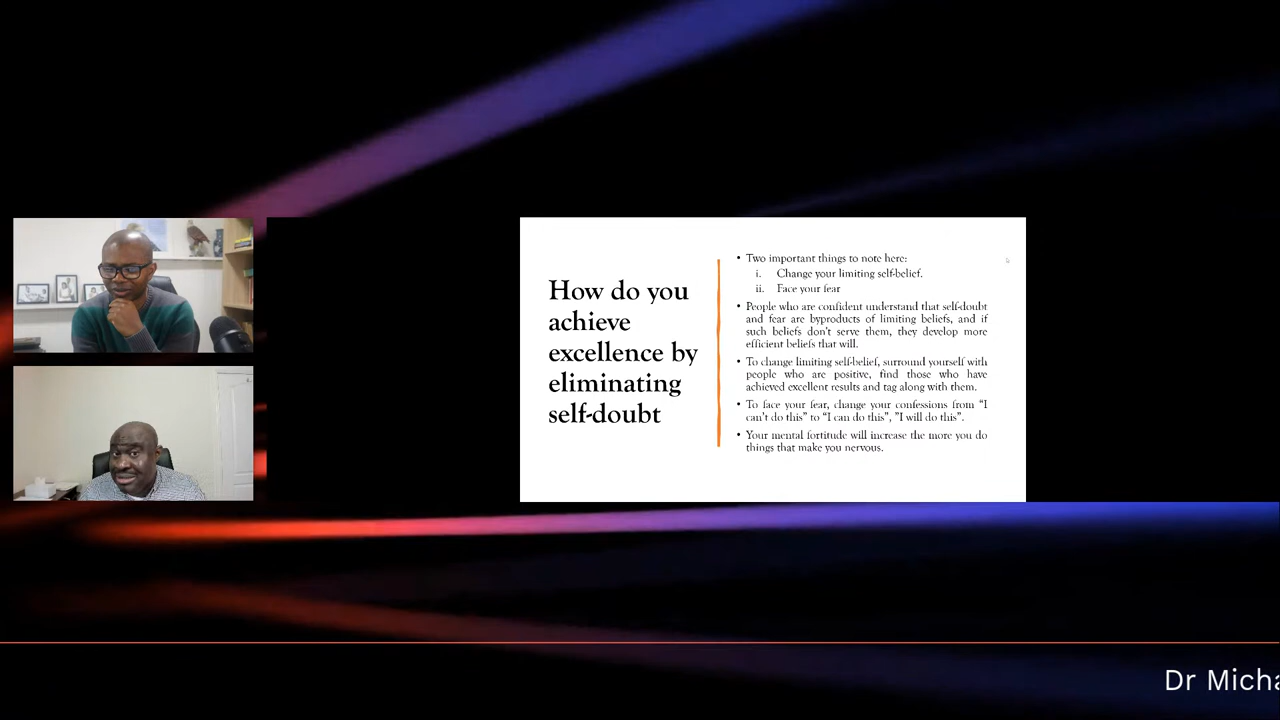 How do you
achieve
excellence by
eliminating
self-doubt
• Two important things to note here:
i. Change your limiting self-belief.
ii. Face your fear
• People who are confident understand that self-doubt
and fear are byproducts of limiting beliefs, and if
such beliefs don't serve them, they develop more
efficient beliefs that will.
• To change limiting self-belief, surround yourself with
people who are positive, find those who have
achieved excellent results and tag along with them.
• To face your fear, change your confessions from “I
can't do this” to “I can do this”, ”I will do this”.
• Your mental fortitude will increase the more you do
things that make you nervous.
Dr Micha